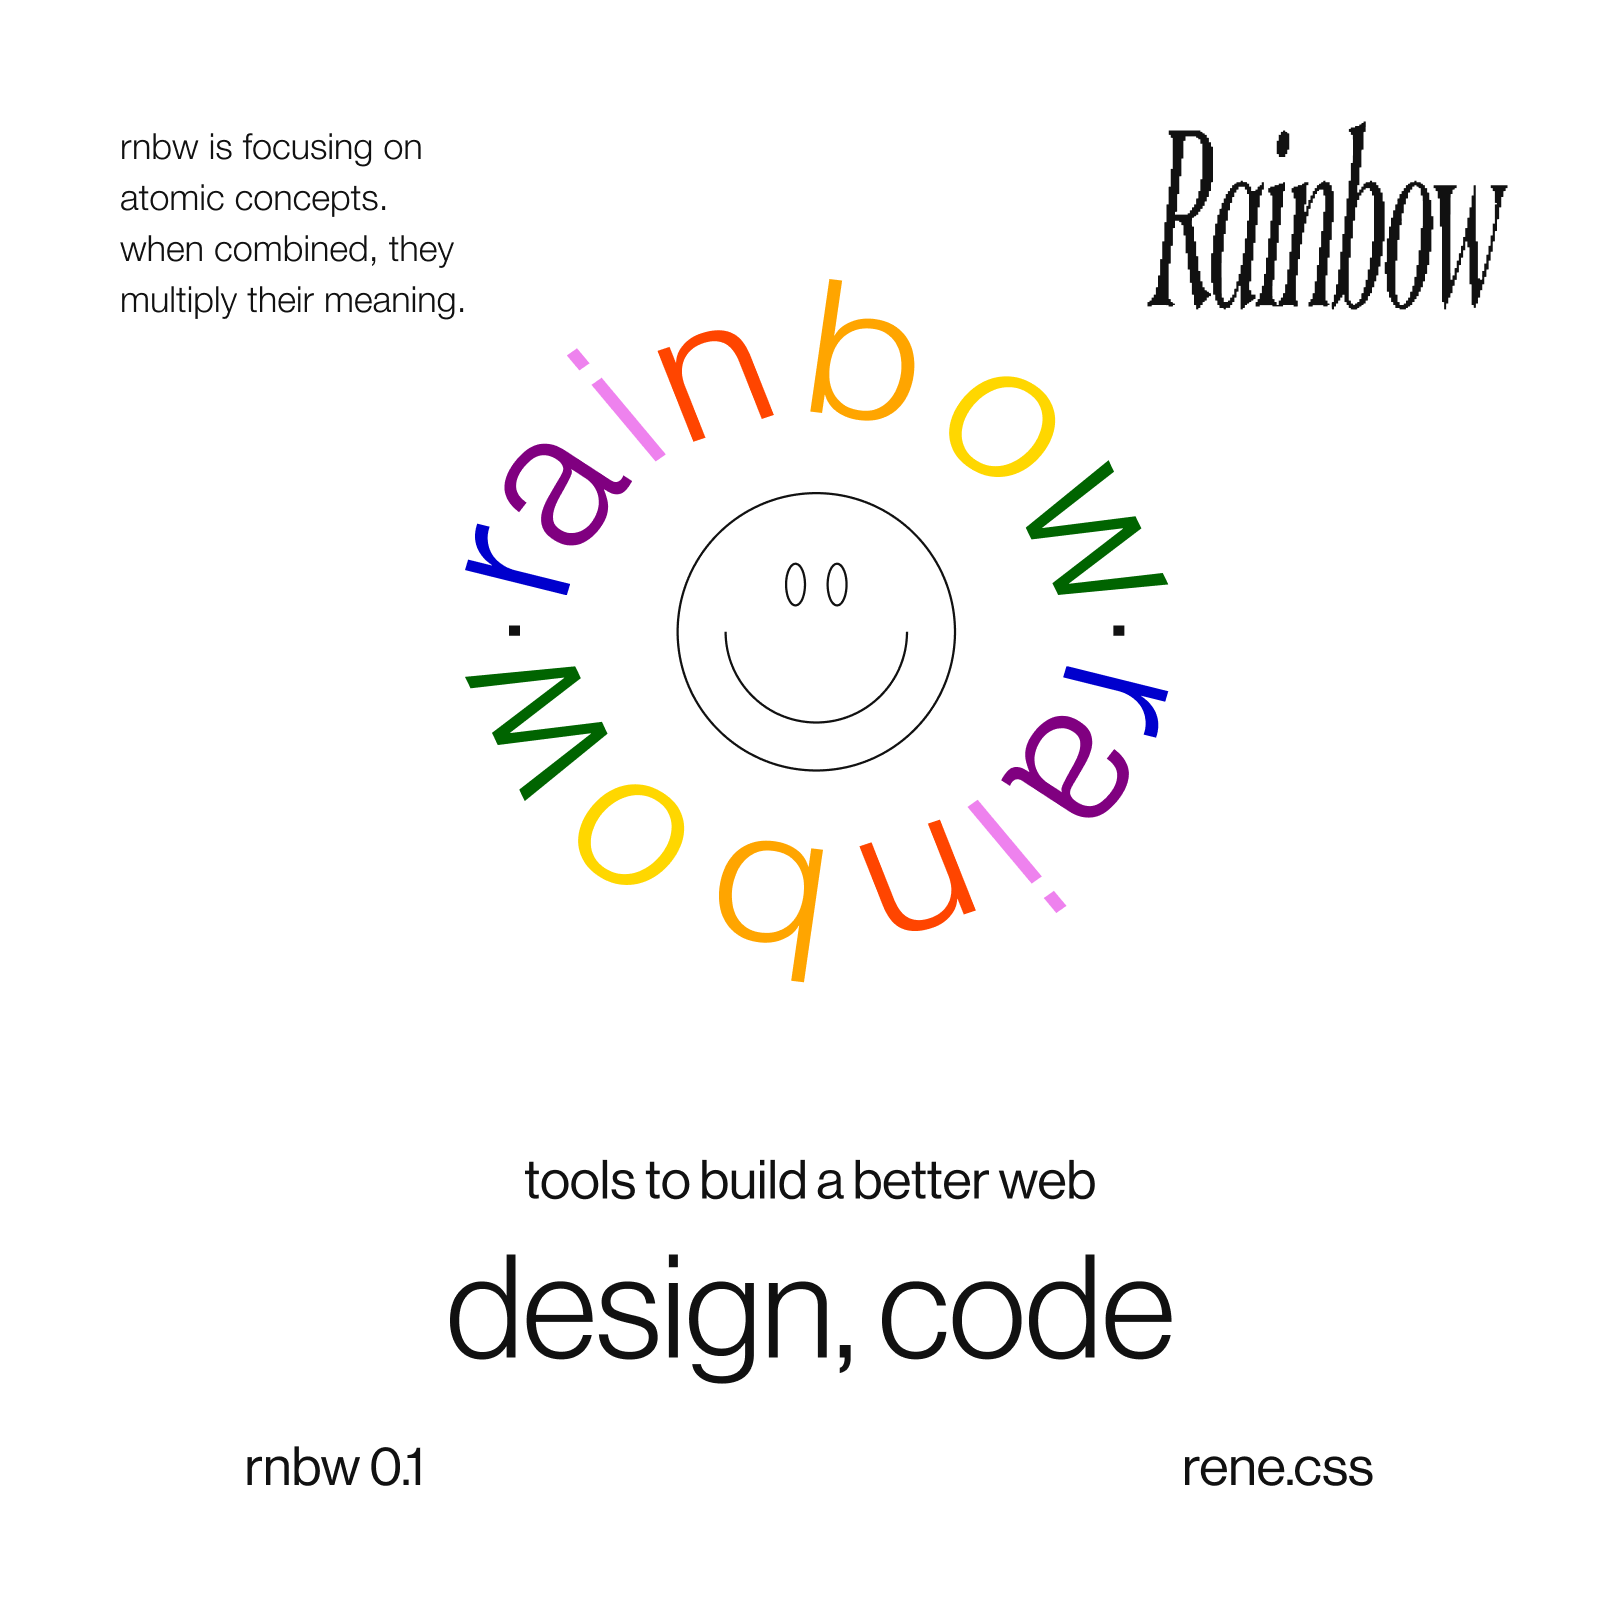 rnbw is focusing on
atomic concepts.
when combined, they
multiply their meaning.
Rainbow
rainbow · rainbow ·
tools to build a better web
design, code
rnbw 0.1
rene.css